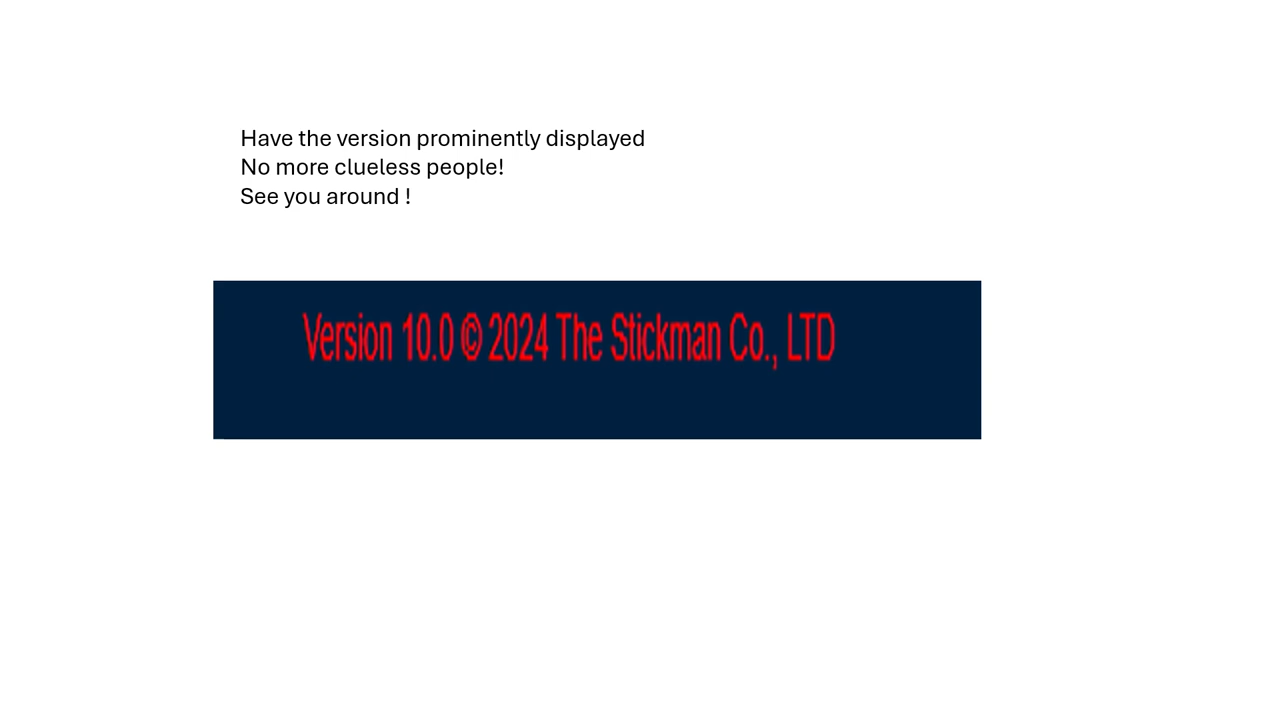 Have the version prominently displayed
No more clueless people!
See you around !
Version 10.0 © 2024 The Stickman Co., LTD